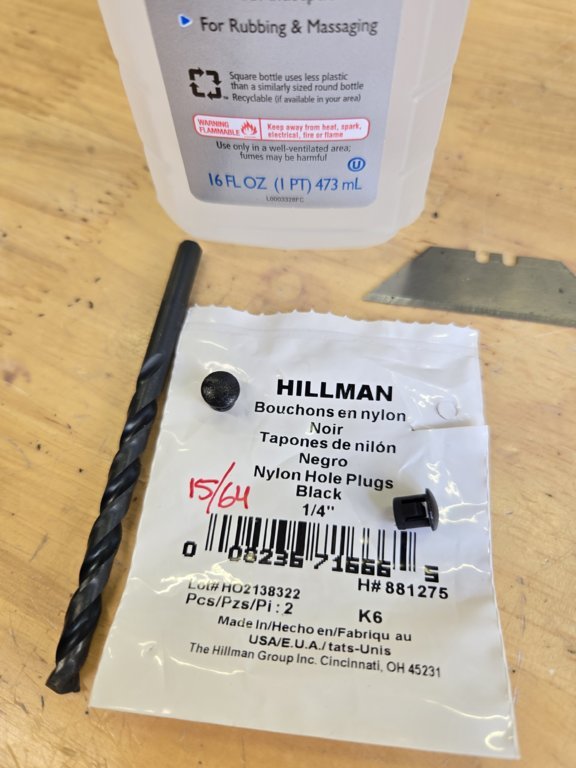 For Rubbing & Massaging
Square bottle uses less plastic
than a similarly sized round bottle
Recyclable (if available in your area)
WARNING
FLAMMABLE
Keep away from heat, spark,
electrical, fire or flame
Use only in a well-ventilated area;
fumes may be harmful
U
16 FL OZ (1 PT) 473 mL
L0003328FC
HILLMAN
Bouchons en nylon
Noir
Tapones de nilón
Negro
Nylon Hole Plugs
Black
1/4"
15/64
0 08236 71666 5
Lot# HO2138322
H# 881275
Pcs/Pzs/Pi : 2
K6
Made In/Hecho en/Fabriqu au
USA/E.U.A./ tats-Unis
The Hillman Group Inc. Cincinnati, OH 45231